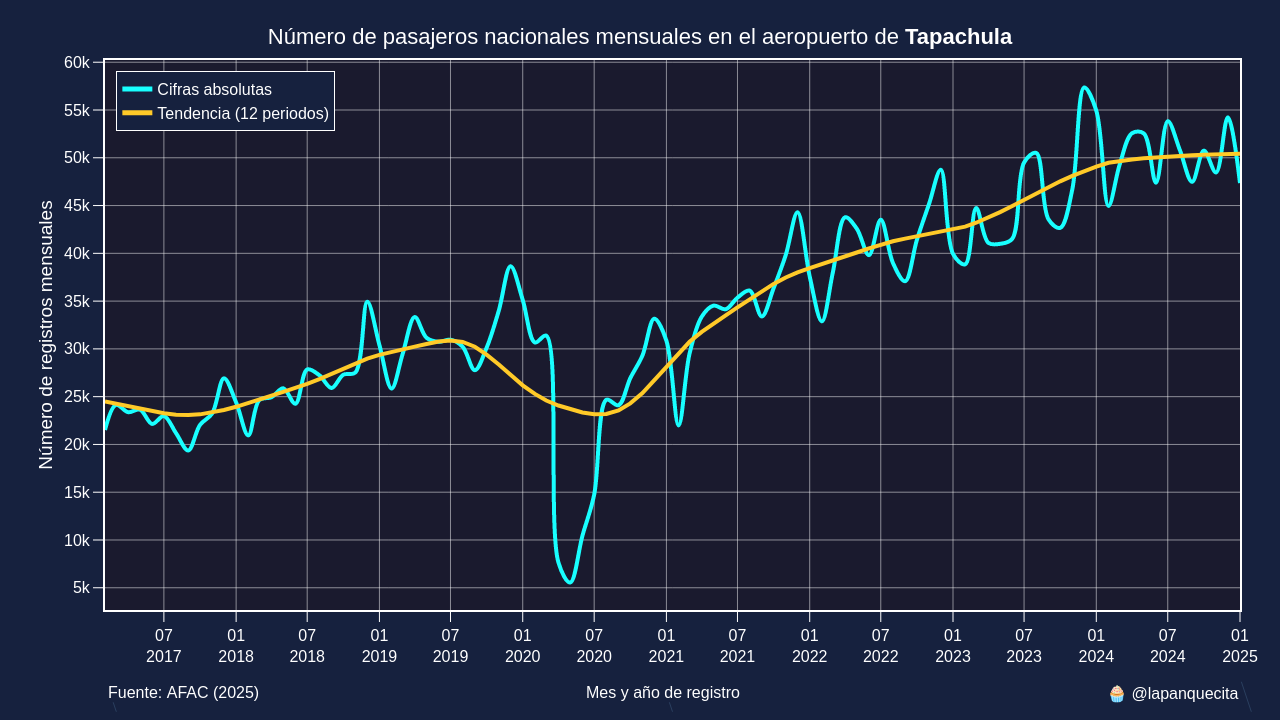 Número de pasajeros nacionales mensuales en el aeropuerto de Tapachula
60k
55k
50k
45k
40k
35k
30k
25k
20k
15k
10k
5k
Número de registros mensuales
Cifras absolutas
Tendencia (12 periodos)
07 01 07 01 07 01 07 01 07 01 07 01 07 01 07 01
2017 2018 2018 2019 2019 2020 2020 2021 2021 2022 2022 2023 2023 2024 2024 2025
Fuente: AFAC (2025)
Mes y año de registro
🧁 @lapanquecita